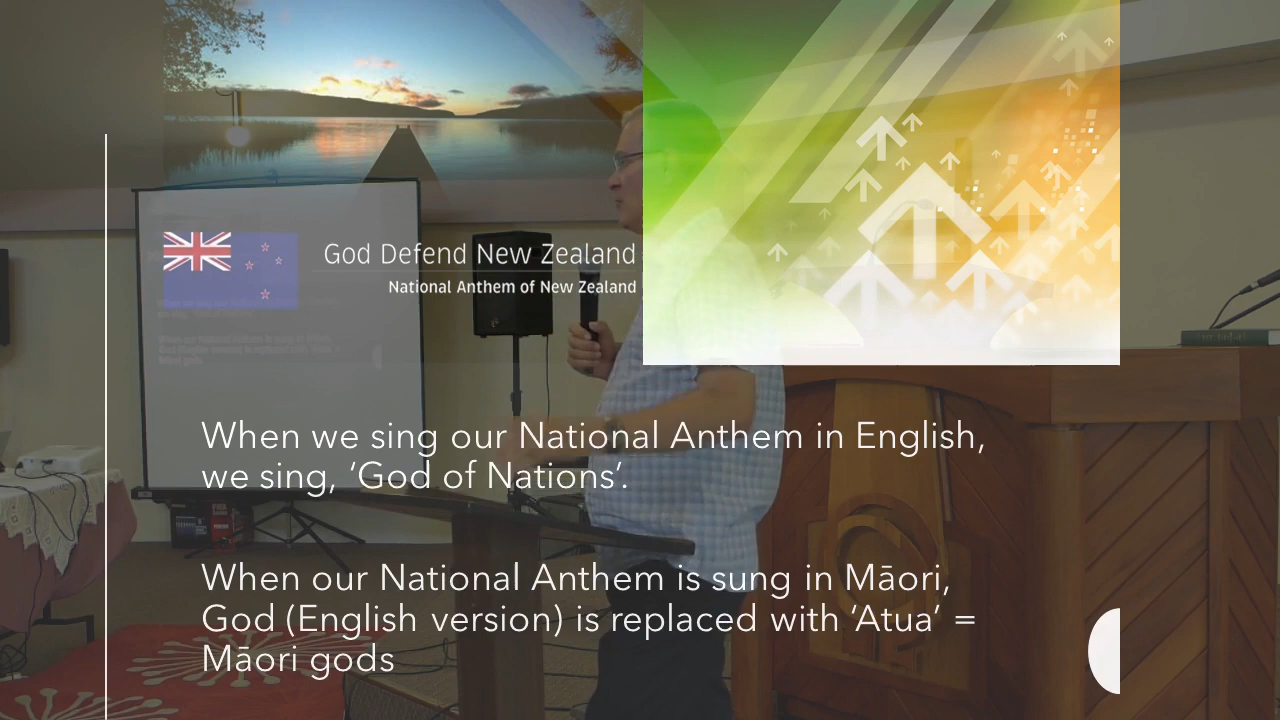 God Defend New Zealand
National Anthem of New Zealand
When we sing our National Anthem in English,
we sing, ‘God of Nations’.
When our National Anthem is sung in Māori,
God (English version) is replaced with ‘Atua’ =
Māori gods